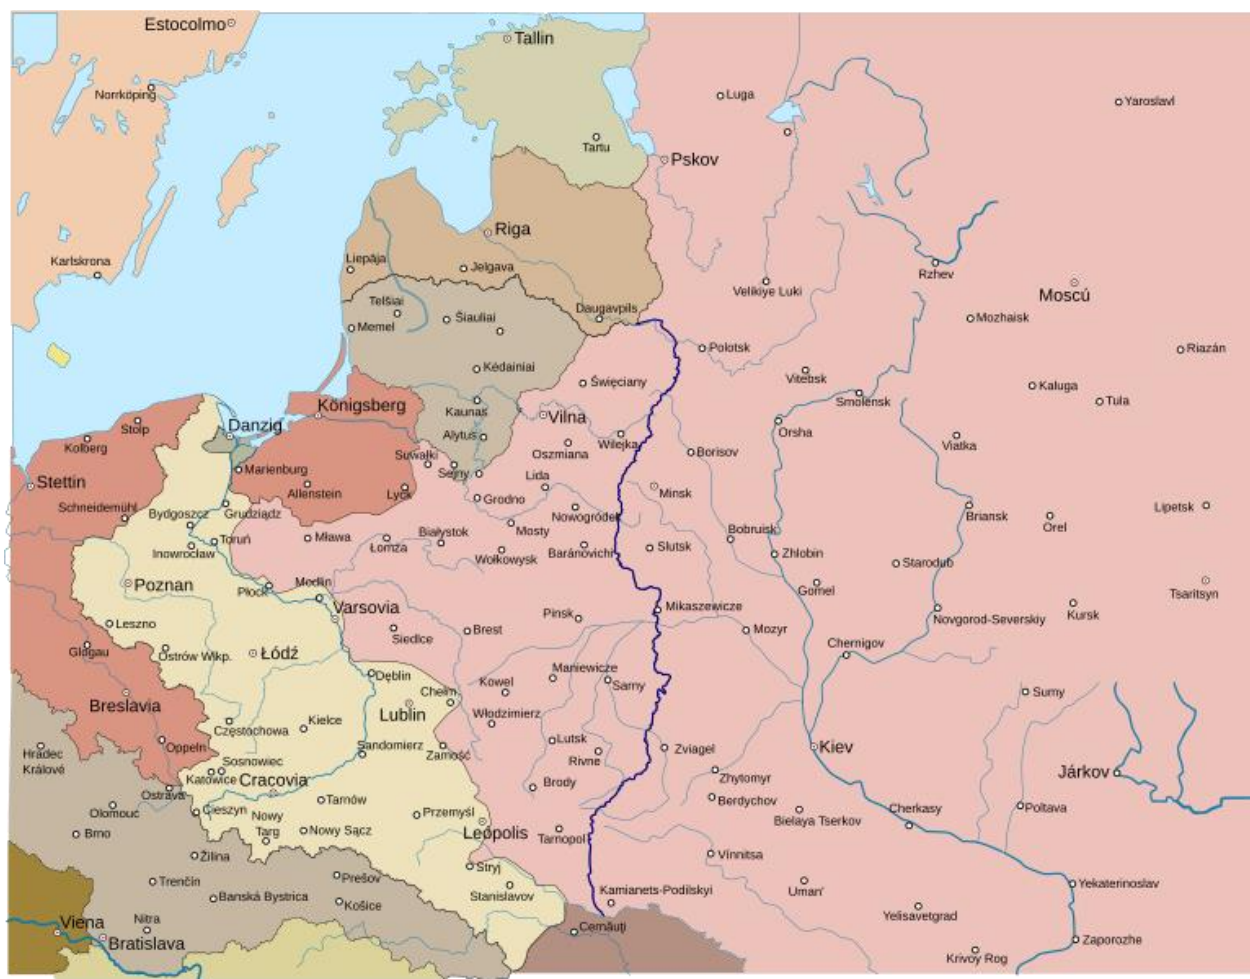 Estocolmo
Tallin
Norrköping
Luga
Yaroslavl
Tartu
Pskov
Riga
Karlskrona
Liepāja
Jelgava
Rzhev
Velikiye Luki
Moscú
Telšiai
Daugavpils
Šiauliai
Mozhaisk
Memel
Polotsk
Riazán
Kėdainiai
Vitebsk
Święciany
Kaluga
Smolensk
Tula
Königsberg
Kaunas
Vilna
Stolp
Danzig
Orsha
Kolberg
Alytus
Wilejka
Viatka
Suwałki
Oszmiana
Borisov
Marienburg
Sejny
Lida
Stettin
Allenstein
Lyck
Minsk
Grodno
Schneidemühl
Grudziądz
Bydgoszcz
Nowogródek
Lipetsk
Briansk
Orel
Mosty
Bobruisk
Toruń
Mława
Białystok
Inowrocław
Łomza
Wołkowysk
Baránovichi
Slutsk
Zhlobin
Starodub
Poznan
Modlin
Płock
Gomel
Tsaritsyn
Varsovia
Mikaszewicze
Leszno
Pinsk
Novgorod-Severskiy
Kursk
Siedlce
Brest
Mozyr
Chernigov
Glogau
Ostrów Wlkp.
Łódź
Maniewicze
Dęblin
Kowel
Sarny
Chełm
Sumy
Breslavia
Lublin
Włodzimierz
Częstochowa
Kielce
Oppeln
Sandomierz
Zamość
Lutsk
Rivne
Zviagel
Kiev
Hradec
Králové
Sosnowiec
Katowice
Zhytomyr
Járkov
Cracovia
Brody
Ostrava
Berdychov
Olomouc
Cieszyn
Tarnów
Przemyśl
Cherkasy
Poltava
Nowy
Targ
Bielaya Tserkov
Brno
Nowy Sącz
Leópolis
Tarnopol
Žilina
Vínnitsa
Stryj
Trenčín
Prešov
Uman'
Yekaterinoslav
Banská Bystrica
Stanislavov
Košice
Kamianets-Podilskyi
Yelisavetgrad
Viena
Nitra
Cernăuți
Bratislava
Zaporozhe
Krivoy Rog